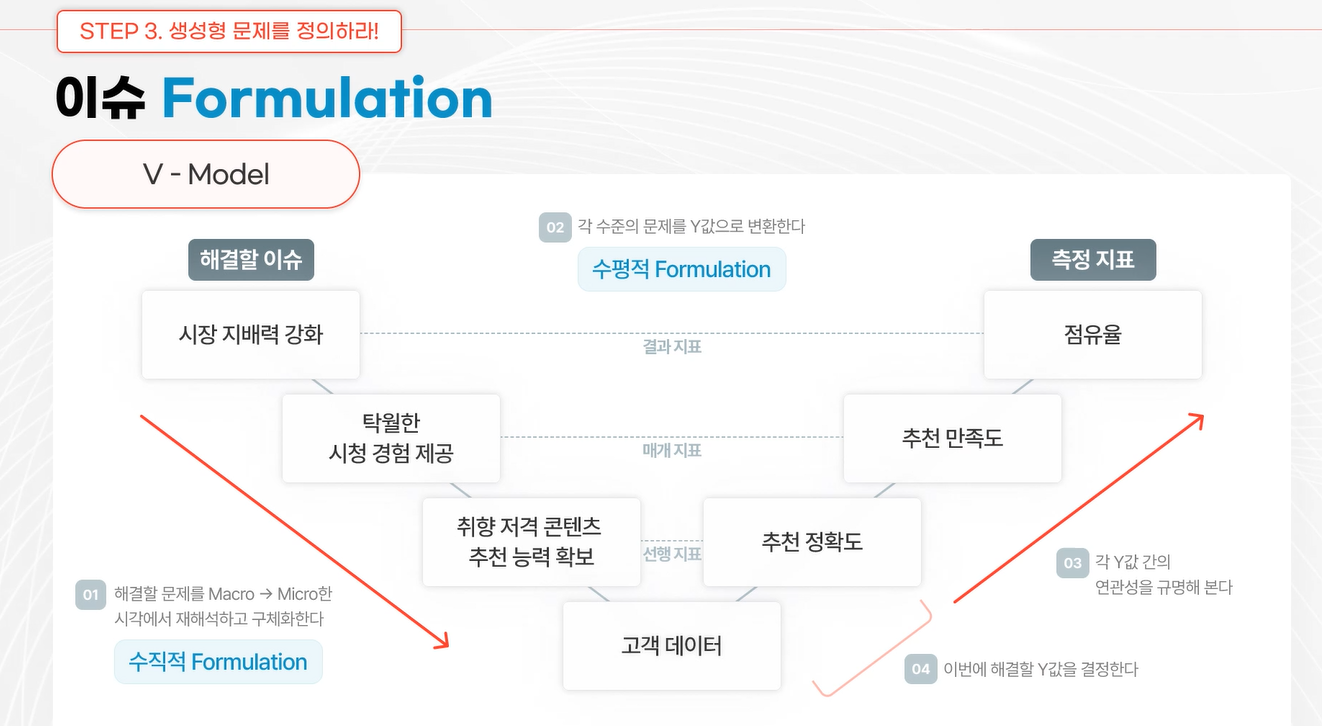 STEP 3. 생성형 문제를 정의하라!
이슈 Formulation
V - Model
02 각 수준의 문제를 Y값으로 변환한다
수평적 Formulation
해결할 이슈
측정 지표
시장 지배력 강화
결과 지표
점유율
탁월한
시청 경험 제공
매개 지표
추천 만족도
취향 저격 콘텐츠
추천 능력 확보
선행 지표
추천 정확도
고객 데이터
01 해결할 문제를 Macro → Micro한
시각에서 재해석하고 구체화한다
수직적 Formulation
03 각 Y값 간의
연관성을 규명해 본다
04 이번에 해결할 Y값을 결정한다